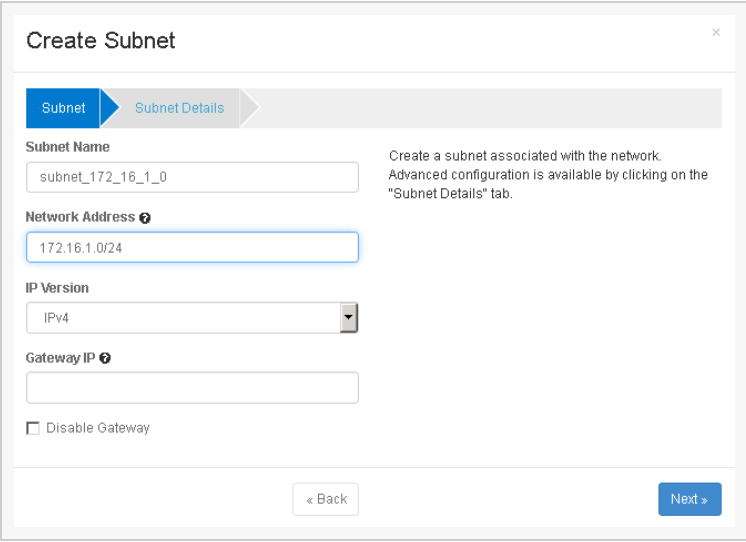 Create Subnet
×
Subnet
Subnet Details
Subnet Name
subnet_172_16_1_0
Network Address ?
172.16.1.0/24
IP Version
IPv4
Gateway IP ?
Disable Gateway
Create a subnet associated with the network.
Advanced configuration is available by clicking on the
"Subnet Details" tab.
« Back
Next »